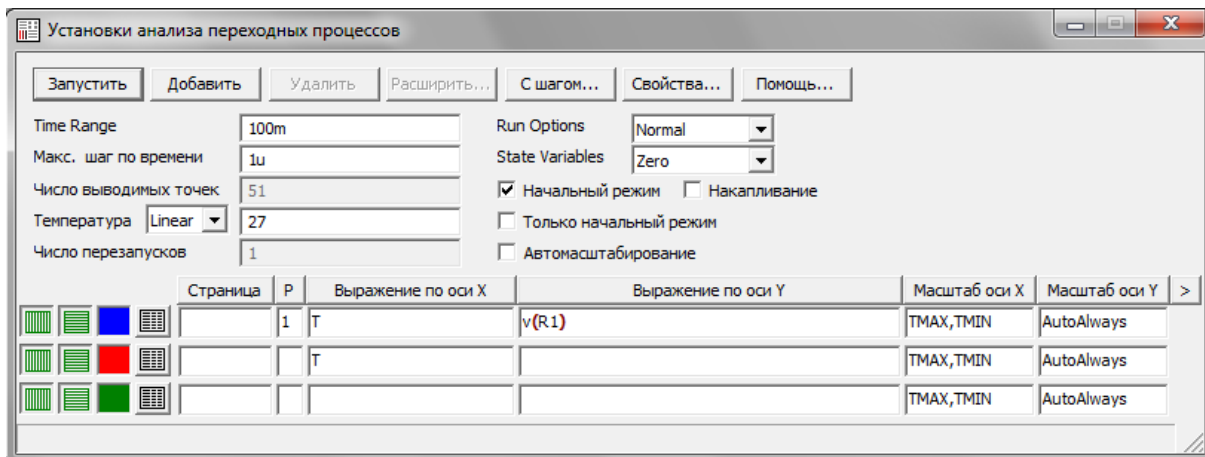 Установки анализа переходных процессов
Запустить Добавить Удалить Расширить... С шагом... Свойства... Помощь...
Time Range 100m Run Options Normal
Макс. шаг по времени 1u State Variables Zero
Число выводимых точек 51 Начальный режим Накапливание
Температура Linear 27 Только начальный режим
Число перезапусков 1 Автомасштабирование
Страница P Выражение по оси X Выражение по оси Y Масштаб оси X Масштаб оси Y >
1 T v(R1) TMAX,TMIN AutoAlways
T TMAX,TMIN AutoAlways
TMAX,TMIN AutoAlways